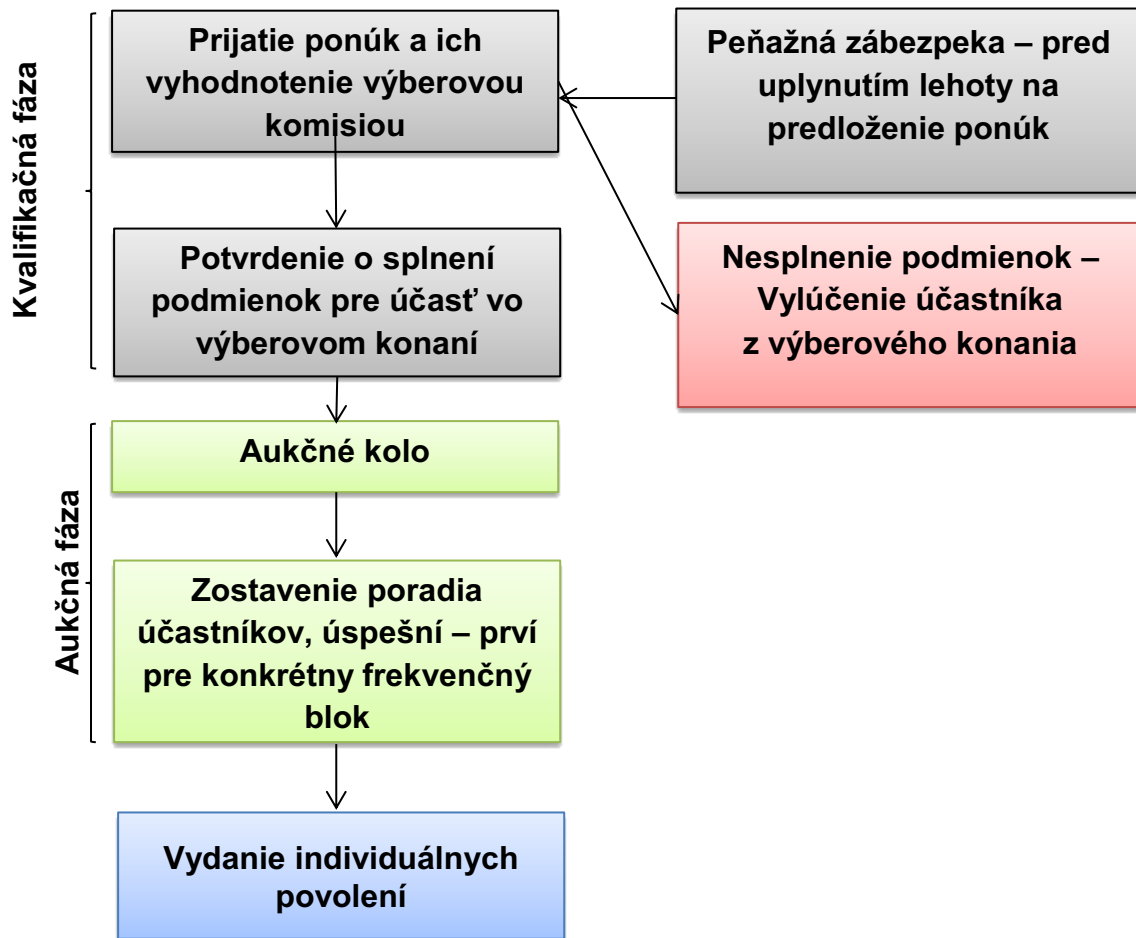 Kvalifikačná fáza
Prijatie ponúk a ich
vyhodnotenie výberovou
komisiou
Peňažná zábezpeka – pred
uplynutím lehoty na
predloženie ponúk
Potvrdenie o splnení
podmienok pre účasť vo
výberovom konaní
Nesplnenie podmienok –
Vylúčenie účastníka
z výberového konania
Aukčná fáza
Aukčné kolo
Zostavenie poradia
účastníkov, úspešní – prví
pre konkrétny frekvenčný
blok
Vydanie individuálnych
povolení